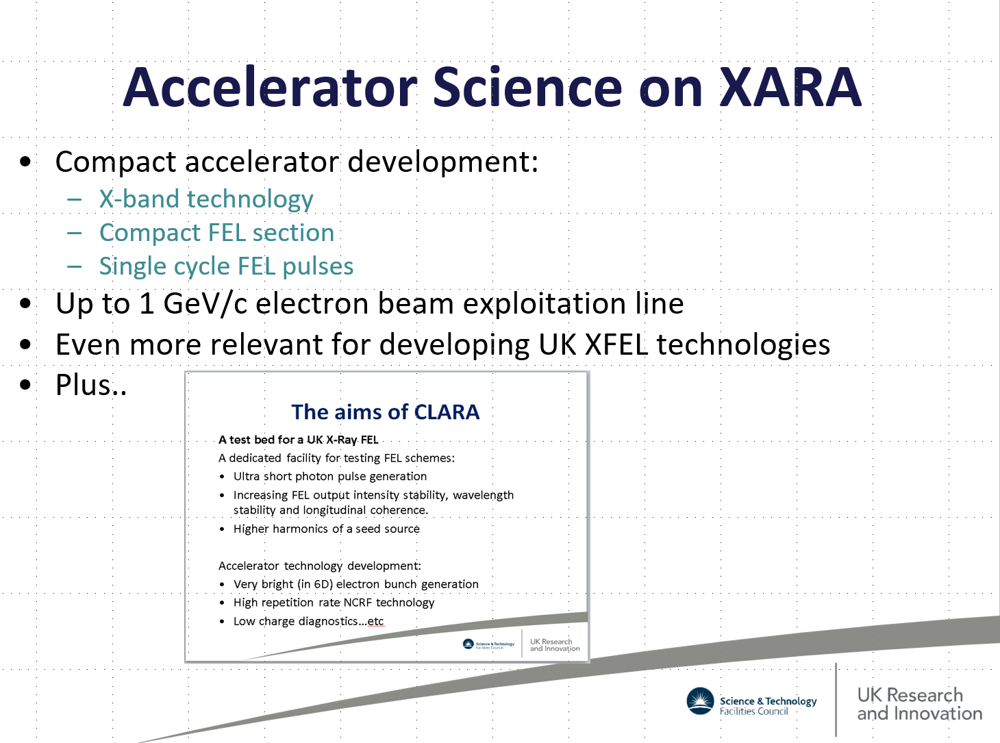 Accelerator Science on XARA
• Compact accelerator development:
– X-band technology
– Compact FEL section
– Single cycle FEL pulses
• Up to 1 GeV/c electron beam exploitation line
• Even more relevant for developing UK XFEL technologies
• Plus..
The aims of CLARA
A test bed for a UK X-Ray FEL
A dedicated facility for testing FEL schemes:
• Ultra short photon pulse generation
• Increasing FEL output intensity stability, wavelength
stability and longitudinal coherence.
• Higher harmonics of a seed source
Accelerator technology development:
• Very bright (in 6D) electron bunch generation
• High repetition rate NCRF technology
• Low charge diagnostics...etc
Science & Technology
Facilities Council
UK Research
and Innovation
Science & Technology
Facilities Council
UK Research
and Innovation